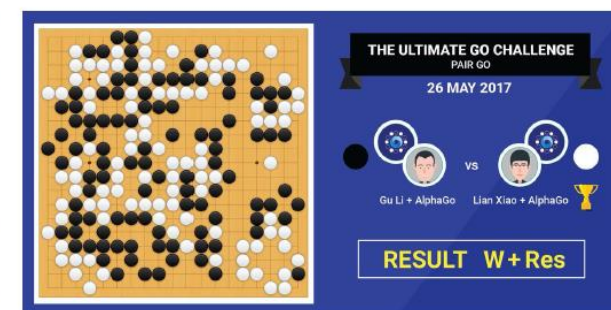 THE ULTIMATE GO CHALLENGE
PAIR GO
26 MAY 2017
vs
Gu Li + AlphaGo
Lian Xiao + AlphaGo
RESULT W + Res